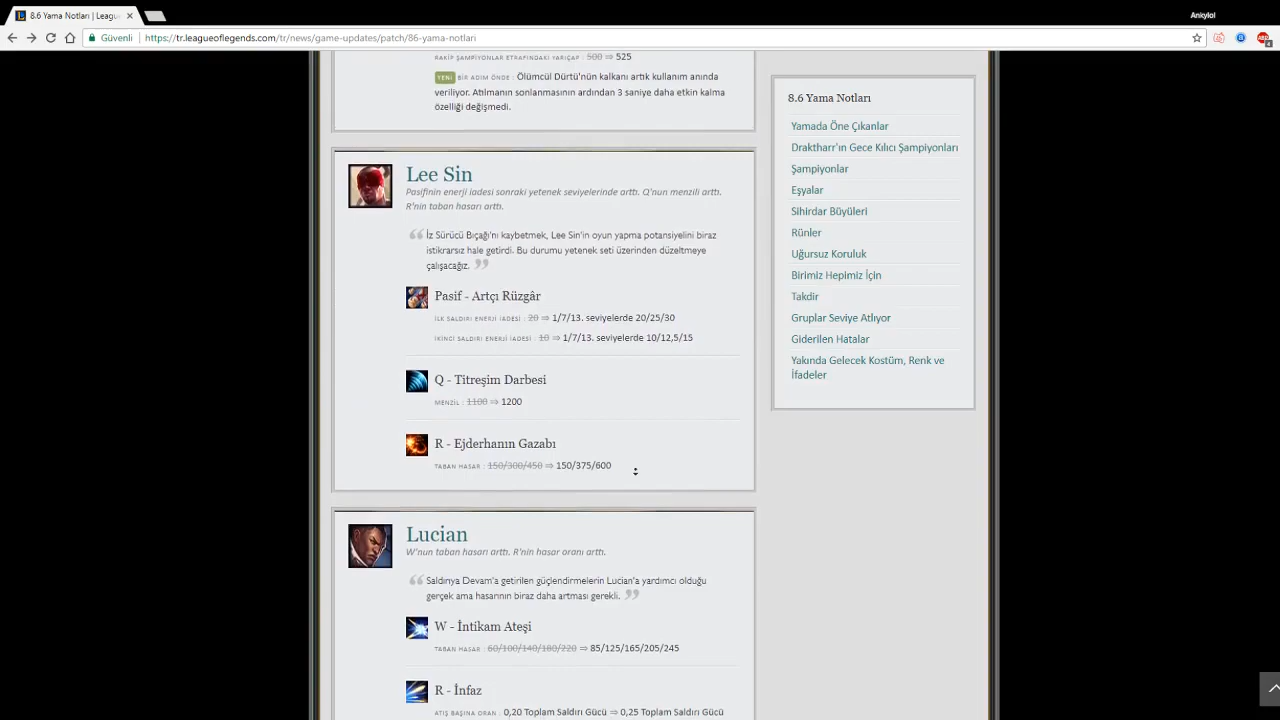 8.6 Yama Notları | Leagu
Ankylol
Güvenli
https://tr.leagueoflegends.com/tr/news/game-updates/patch/86-yama-notlari
RAKİP ŞAMPİYONLAR ETRAFINDAKİ YARIÇAP : 500 ⇒ 525
YENİ BİR ADIM ÖNDE : Ölümcül Dürtü'nün kalkanı artık kullanım anında
veriliyor. Atılmanın sonlanmasının ardından 3 saniye daha etkin kalma
özelliği değişmedi.
Lee Sin
Pasifinin enerji iadesi sonraki yetenek seviyelerinde arttı. Q'nun menzili arttı.
R'nin taban hasarı arttı.
İz Sürücü Bıçağı'nı kaybetmek, Lee Sin'in oyun yapma potansiyelini biraz
istikrarsız hale getirdi. Bu durumu yetenek seti üzerinden düzeltmeye
çalışacağız.
Pasif - Artçı Rüzgâr
İLK SALDIRI ENERJİ İADESİ : 20 ⇒ 1/7/13. seviyelerde 20/25/30
İKİNCİ SALDIRI ENERJİ İADESİ : 10 ⇒ 1/7/13. seviyelerde 10/12,5/15
Q - Titreşim Darbesi
MENZİL : 1100 ⇒ 1200
R - Ejderhanın Gazabı
TABAN HASAR : 150/300/450 ⇒ 150/375/600
Lucian
W'nun taban hasarı arttı. R'nin hasar oranı arttı.
Saldırıya Devam'a getirilen güçlendirmelerin Lucian'a yardımcı olduğu
gerçek ama hasarının biraz daha artması gerekli.
W - İntikam Ateşi
TABAN HASAR : 60/100/140/180/220 ⇒ 85/125/165/205/245
R - İnfaz
ATIŞ BAŞINA ORAN : 0,20 Toplam Saldırı Gücü ⇒ 0,25 Toplam Saldırı Gücü
8.6 Yama Notları
Yamada Öne Çıkanlar
Draktharr'ın Gece Kılıcı Şampiyonları
Şampiyonlar
Eşyalar
Sihirdar Büyüleri
Rünler
Uğursuz Koruluk
Birimiz Hepimiz İçin
Takdir
Gruplar Seviye Atlıyor
Giderilen Hatalar
Yakında Gelecek Kostüm, Renk ve
İfadeler